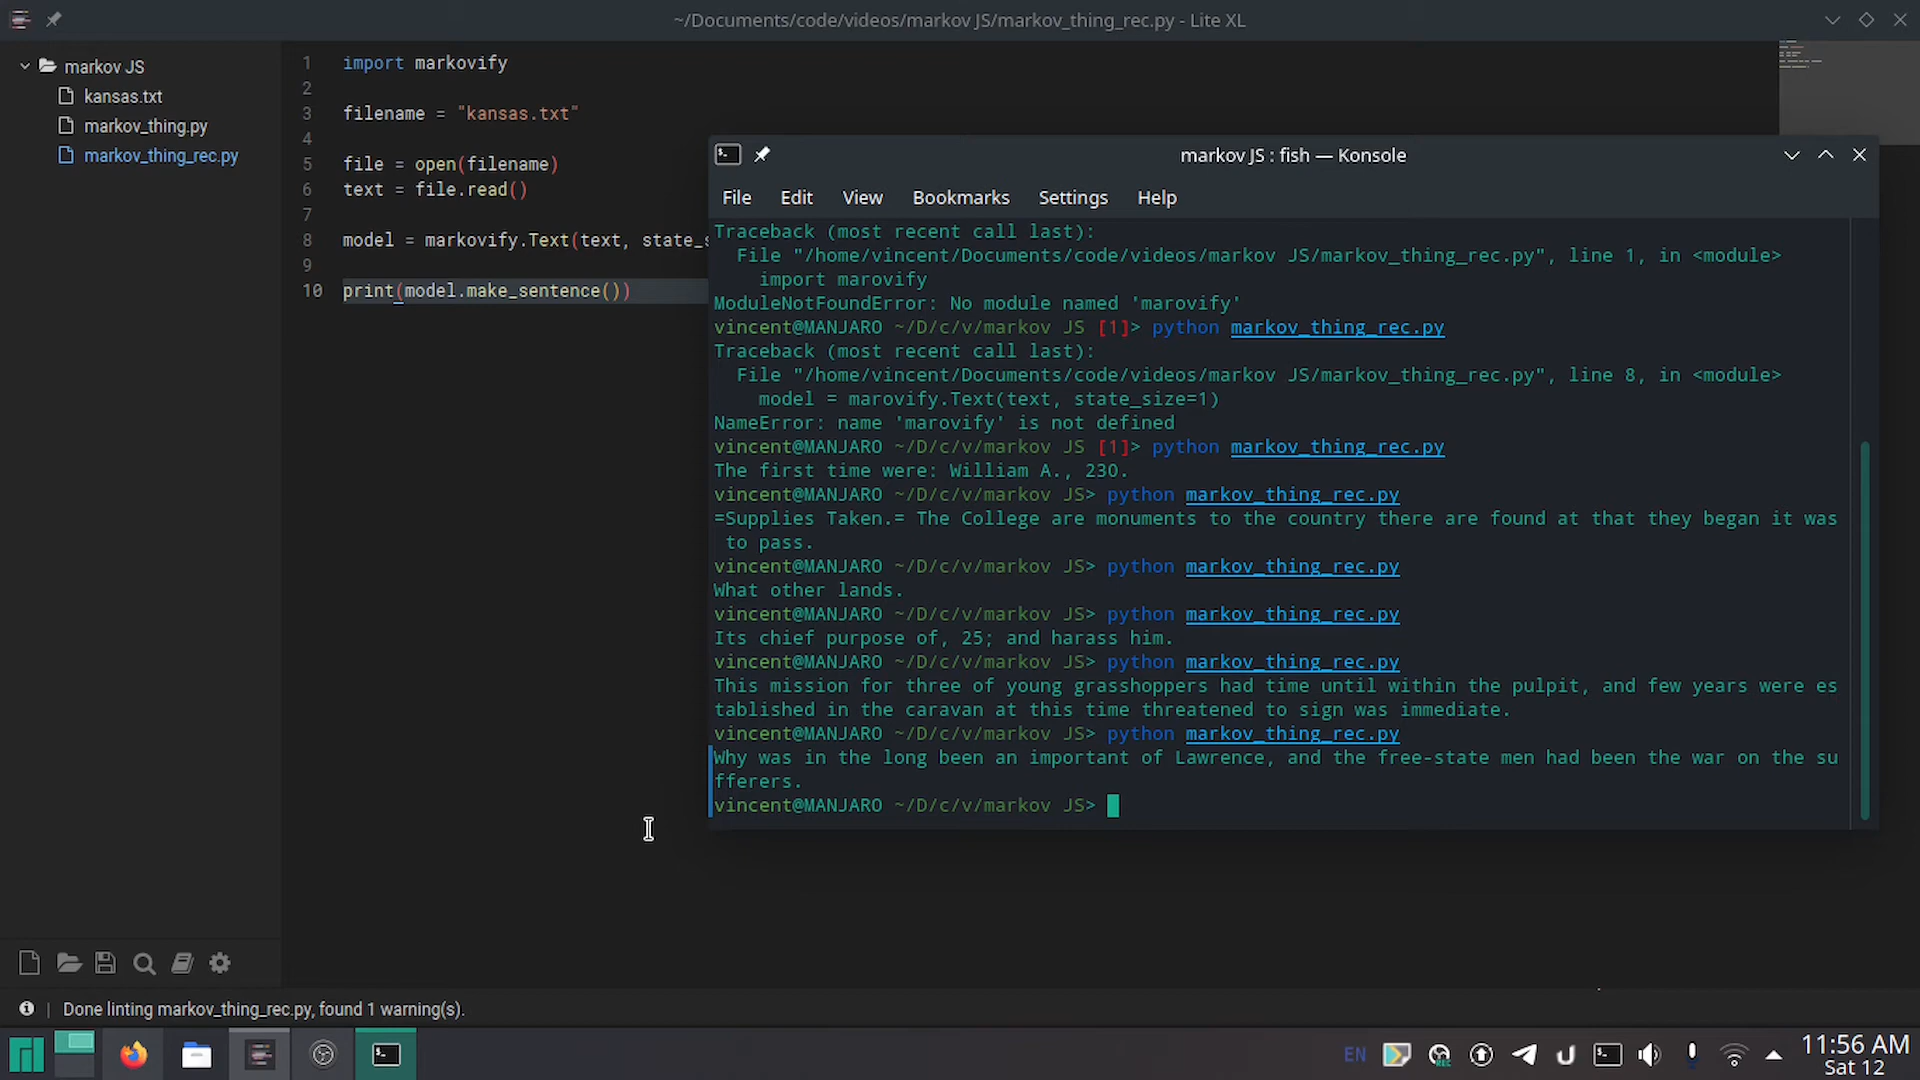 ~/Documents/code/videos/markov JS/markov_thing_rec.py - Lite XL
markov JS
kansas.txt
markov_thing.py
markov_thing_rec.py
1 import markovify
2
3 filename = "kansas.txt"
4
5 file = open(filename)
6 text = file.read()
7
8 model = markovify.Text(text, state_s
9
10 print(model.make_sentence())
markov JS : fish — Konsole
File Edit View Bookmarks Settings Help
Traceback (most recent call last):
File "/home/vincent/Documents/code/videos/markov JS/markov_thing_rec.py", line 1, in <module>
import marovify
ModuleNotFoundError: No module named 'marovify'
vincent@MANJARO ~/D/c/v/markov JS [1]> python markov_thing_rec.py
Traceback (most recent call last):
File "/home/vincent/Documents/code/videos/markov JS/markov_thing_rec.py", line 8, in <module>
model = marovify.Text(text, state_size=1)
NameError: name 'marovify' is not defined
vincent@MANJARO ~/D/c/v/markov JS [1]> python markov_thing_rec.py
The first time were: William A., 230.
vincent@MANJARO ~/D/c/v/markov JS> python markov_thing_rec.py
=Supplies Taken.= The College are monuments to the country there are found at that they began it was
to pass.
vincent@MANJARO ~/D/c/v/markov JS> python markov_thing_rec.py
What other lands.
vincent@MANJARO ~/D/c/v/markov JS> python markov_thing_rec.py
Its chief purpose of, 25; and harass him.
vincent@MANJARO ~/D/c/v/markov JS> python markov_thing_rec.py
This mission for three of young grasshoppers had time until within the pulpit, and few years were es
tablished in the caravan at this time threatened to sign was immediate.
vincent@MANJARO ~/D/c/v/markov JS> python markov_thing_rec.py
Why was in the long been an important of Lawrence, and the free-state men had been the war on the su
fferers.
vincent@MANJARO ~/D/c/v/markov JS>
Done linting markov_thing_rec.py, found 1 warning(s).
EN
REC
11:56 AM
Sat 12